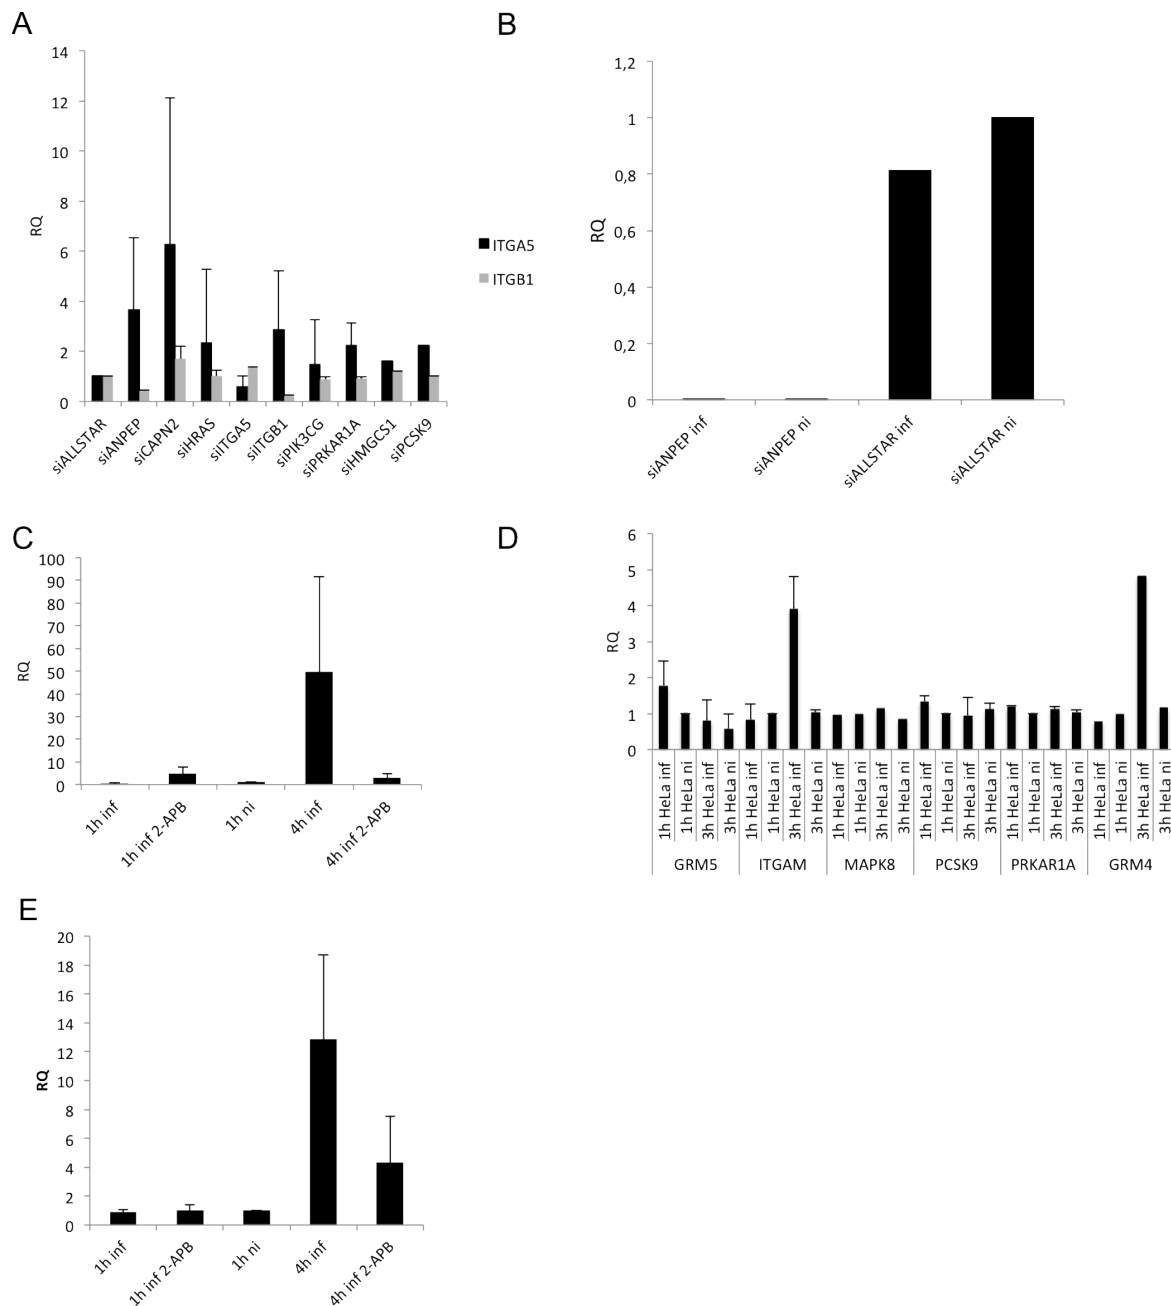 A
14
12
10
8
6
4
2
0
RQ
siALLSTAR
siANPEP
siCAPN2
siHRAS
siITGA5
siITGB1
siPIK3CG
siPRKAR1A
siHMGCS1
siPCSK9
ITGA5
ITGB1
B
1,2
1
0,8
0,6
0,4
0,2
0
RQ
siANPEP inf
siANPEP ni
siALLSTAR inf
siALLSTAR ni
C
100
90
80
70
60
50
40
30
20
10
0
RQ
1h inf
1h inf 2-APB
1h ni
4h inf
4h inf 2-APB
D
6
5
4
3
2
1
0
RQ
1h HeLa inf
1h HeLa ni
3h HeLa inf
3h HeLa ni
1h HeLa inf
1h HeLa ni
3h HeLa inf
3h HeLa ni
1h HeLa inf
1h HeLa ni
3h HeLa inf
3h HeLa ni
1h HeLa inf
1h HeLa ni
3h HeLa inf
3h HeLa ni
1h HeLa inf
1h HeLa ni
3h HeLa inf
3h HeLa ni
1h HeLa inf
1h HeLa ni
3h HeLa inf
3h HeLa ni
GRM5 ITGAM MAPK8 PCSK9 PRKAR1A GRM4
E
20
18
16
14
12
10
8
6
4
2
0
RQ
1h inf
1h inf 2-APB
1h ni
4h inf
4h inf 2-APB